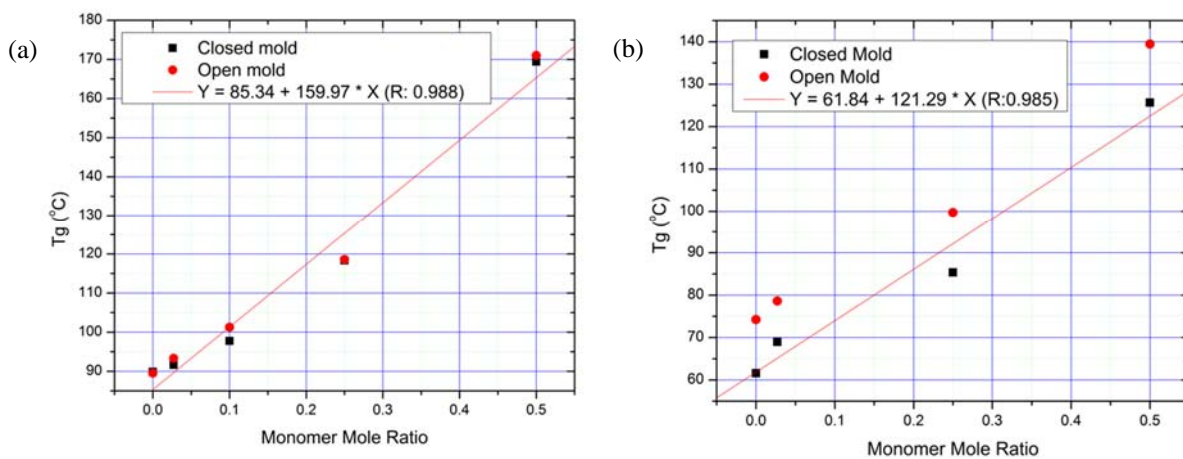 (a)
180
170
160
150
140
130
120
110
100
90
Tg (°C)
Closed mold
Open mold
Y = 85.34 + 159.97 * X (R: 0.988)
0.0 0.1 0.2 0.3 0.4 0.5
Monomer Mole Ratio
(b)
140
130
120
110
100
90
80
70
60
Tg (°C)
Closed Mold
Open Mold
Y = 61.84 + 121.29 * X (R:0.985)
0.0 0.1 0.2 0.3 0.4 0.5
Monomer Mole Ratio